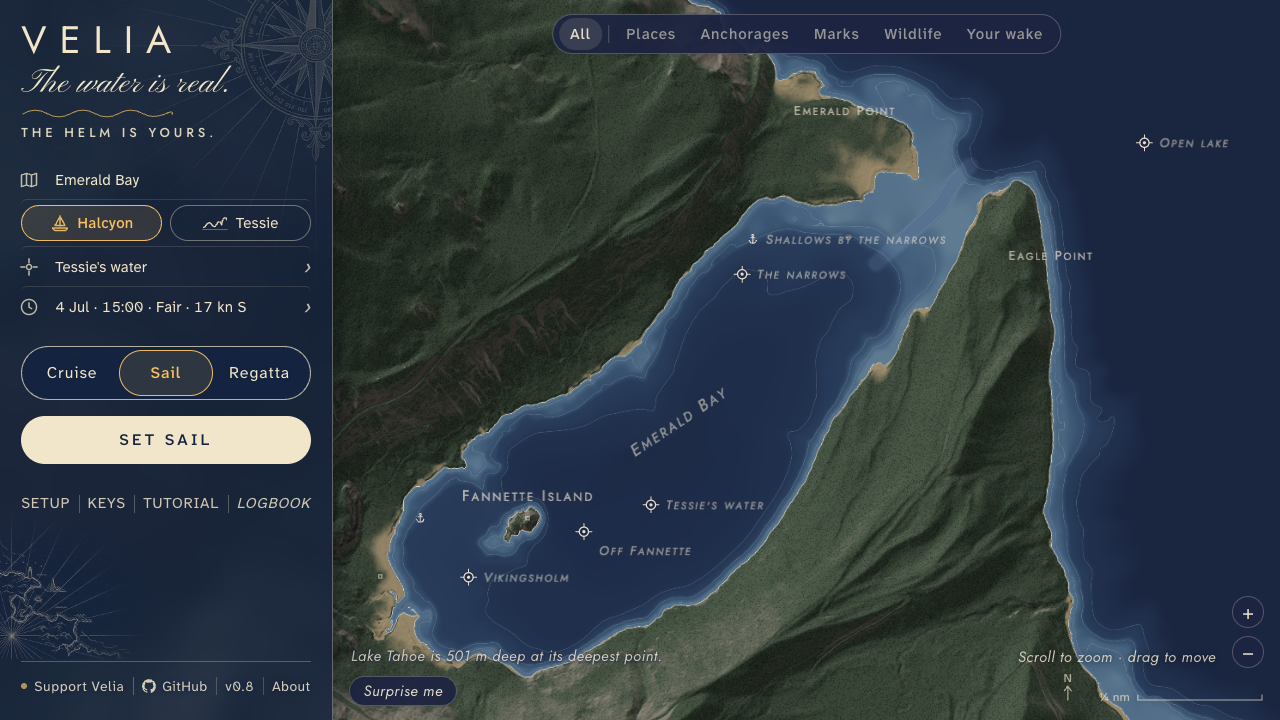 VELIA
The water is real.
THE HELM IS YOURS.
Emerald Bay
Halcyon
Tessie
Tessie's water
4 Jul · 15:00 · Fair · 17 kn S
Cruise
Sail
Regatta
SET SAIL
SETUP
KEYS
TUTORIAL
LOGBOOK
Support Velia
GitHub
v0.8
About
All
Places
Anchorages
Marks
Wildlife
Your wake
Emerald Point
Open lake
Shallows by the narrows
Eagle Point
The narrows
Emerald Bay
Fannette Island
Tessie's water
Off Fannette
Vikingsholm
Lake Tahoe is 501 m deep at its deepest point.
Surprise me
+
−
Scroll to zoom · drag to move
N
¼ nm